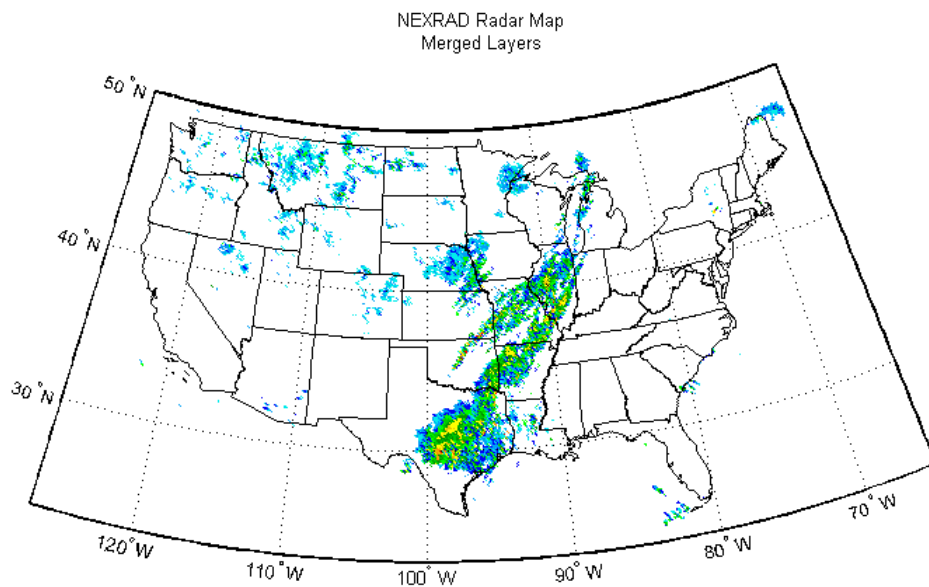 NEXRAD Radar Map
Merged Layers
50° N
40° N
30° N
120° W
110° W
100° W
90° W
80° W
70° W